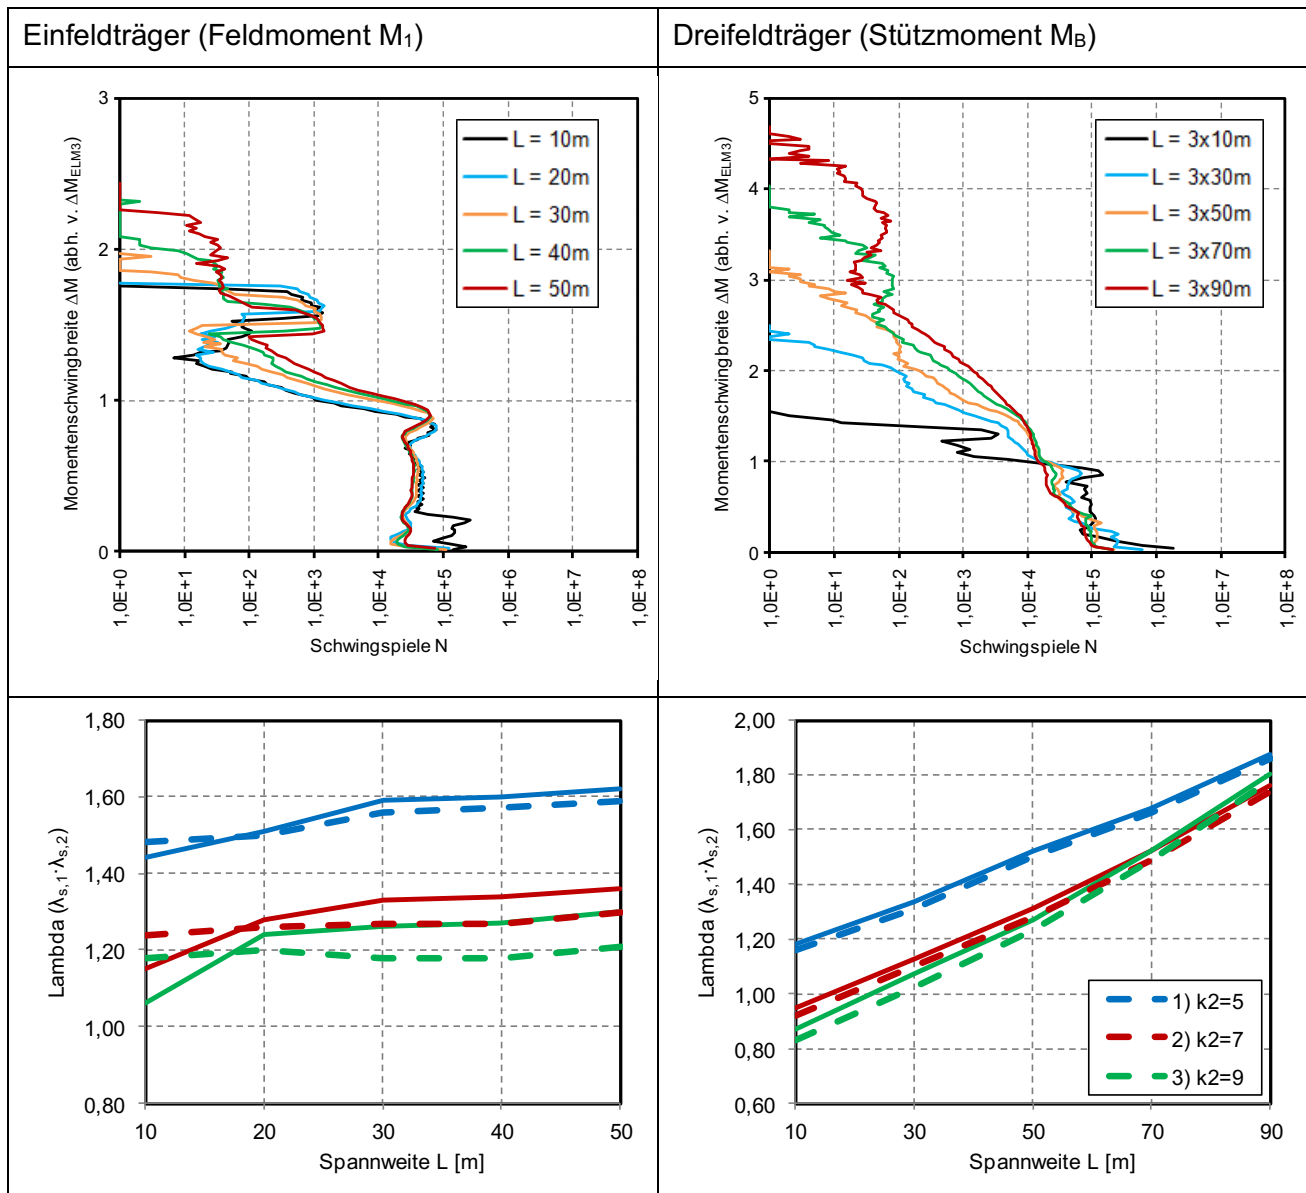 Einfeldträger (Feldmoment M₁)
Dreifeldträger (Stützmoment M_B)
Momentenschwingbreite ΔM (abh. v. ΔM_ELM3)
3
2
1
0
L = 10m
L = 20m
L = 30m
L = 40m
L = 50m
1,0E+0
1,0E+1
1,0E+2
1,0E+3
1,0E+4
1,0E+5
1,0E+6
1,0E+7
1,0E+8
Schwingspiele N
Momentenschwingbreite ΔM (abh. v. ΔM_ELM3)
5
4
3
2
1
0
L = 3x10m
L = 3x30m
L = 3x50m
L = 3x70m
L = 3x90m
1,0E+0
1,0E+1
1,0E+2
1,0E+3
1,0E+4
1,0E+5
1,0E+6
1,0E+7
1,0E+8
Schwingspiele N
Lambda (λs,1·λs,2)
1,80
1,60
1,40
1,20
1,00
0,80
10
20
30
40
50
Spannweite L [m]
Lambda (λs,1·λs,2)
2,00
1,80
1,60
1,40
1,20
1,00
0,80
0,60
1) k2=5
2) k2=7
3) k2=9
10
30
50
70
90
Spannweite L [m]